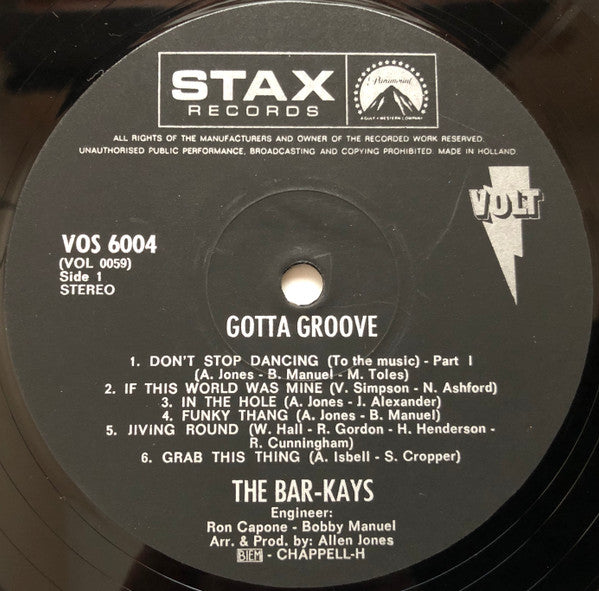 STAX
RECORDS
Paramount
A GULF+WESTERN COMPANY
ALL RIGHTS OF THE MANUFACTURERS AND OWNER OF THE RECORDED WORK RESERVED.
UNAUTHORISED PUBLIC PERFORMANCE, BROADCASTING AND COPYING PROHIBITED. MADE IN HOLLAND.
VOLT
VOS 6004
(VOL 0059)
Side 1
STEREO
GOTTA GROOVE
1. DON'T STOP DANCING (To the music) - Part I
(A. Jones - B. Manuel - M. Toles)
2. IF THIS WORLD WAS MINE (V. Simpson - N. Ashford)
3. IN THE HOLE (A. Jones - J. Alexander)
4. FUNKY THANG (A. Jones - B. Manuel)
5. JIVING ROUND (W. Hall - R. Gordon - H. Henderson -
R. Cunningham)
6. GRAB THIS THING (A. Isbell - S. Cropper)
THE BAR-KAYS
Engineer:
Ron Capone - Bobby Manuel
Arr. & Prod. by: Allen Jones
BIEM - CHAPPELL-H